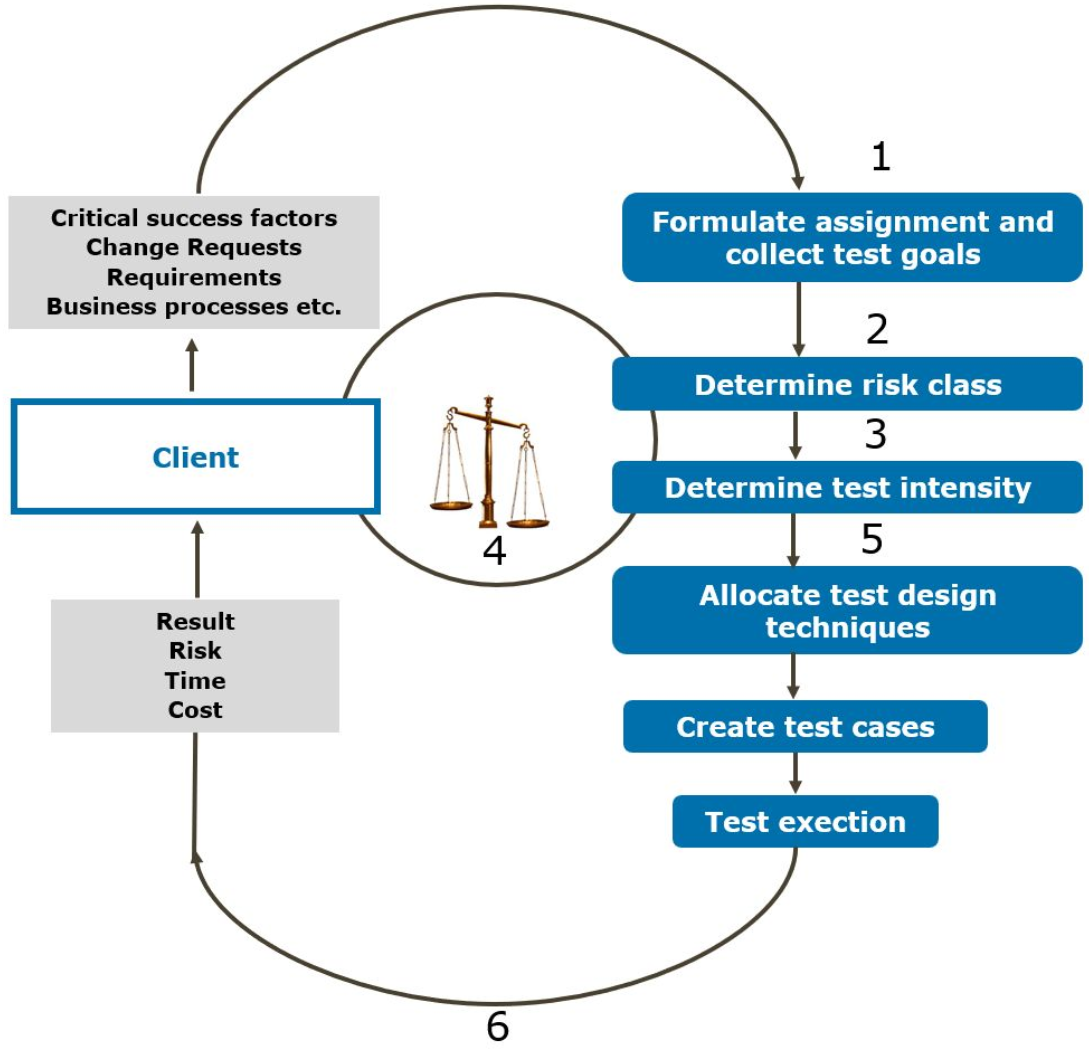 1
Critical success factors
Change Requests
Requirements
Business processes etc.
Formulate assignment and
collect test goals
2
Determine risk class
3
Client
Determine test intensity
4
5
Allocate test design
techniques
Result
Risk
Time
Cost
Create test cases
Test exection
6